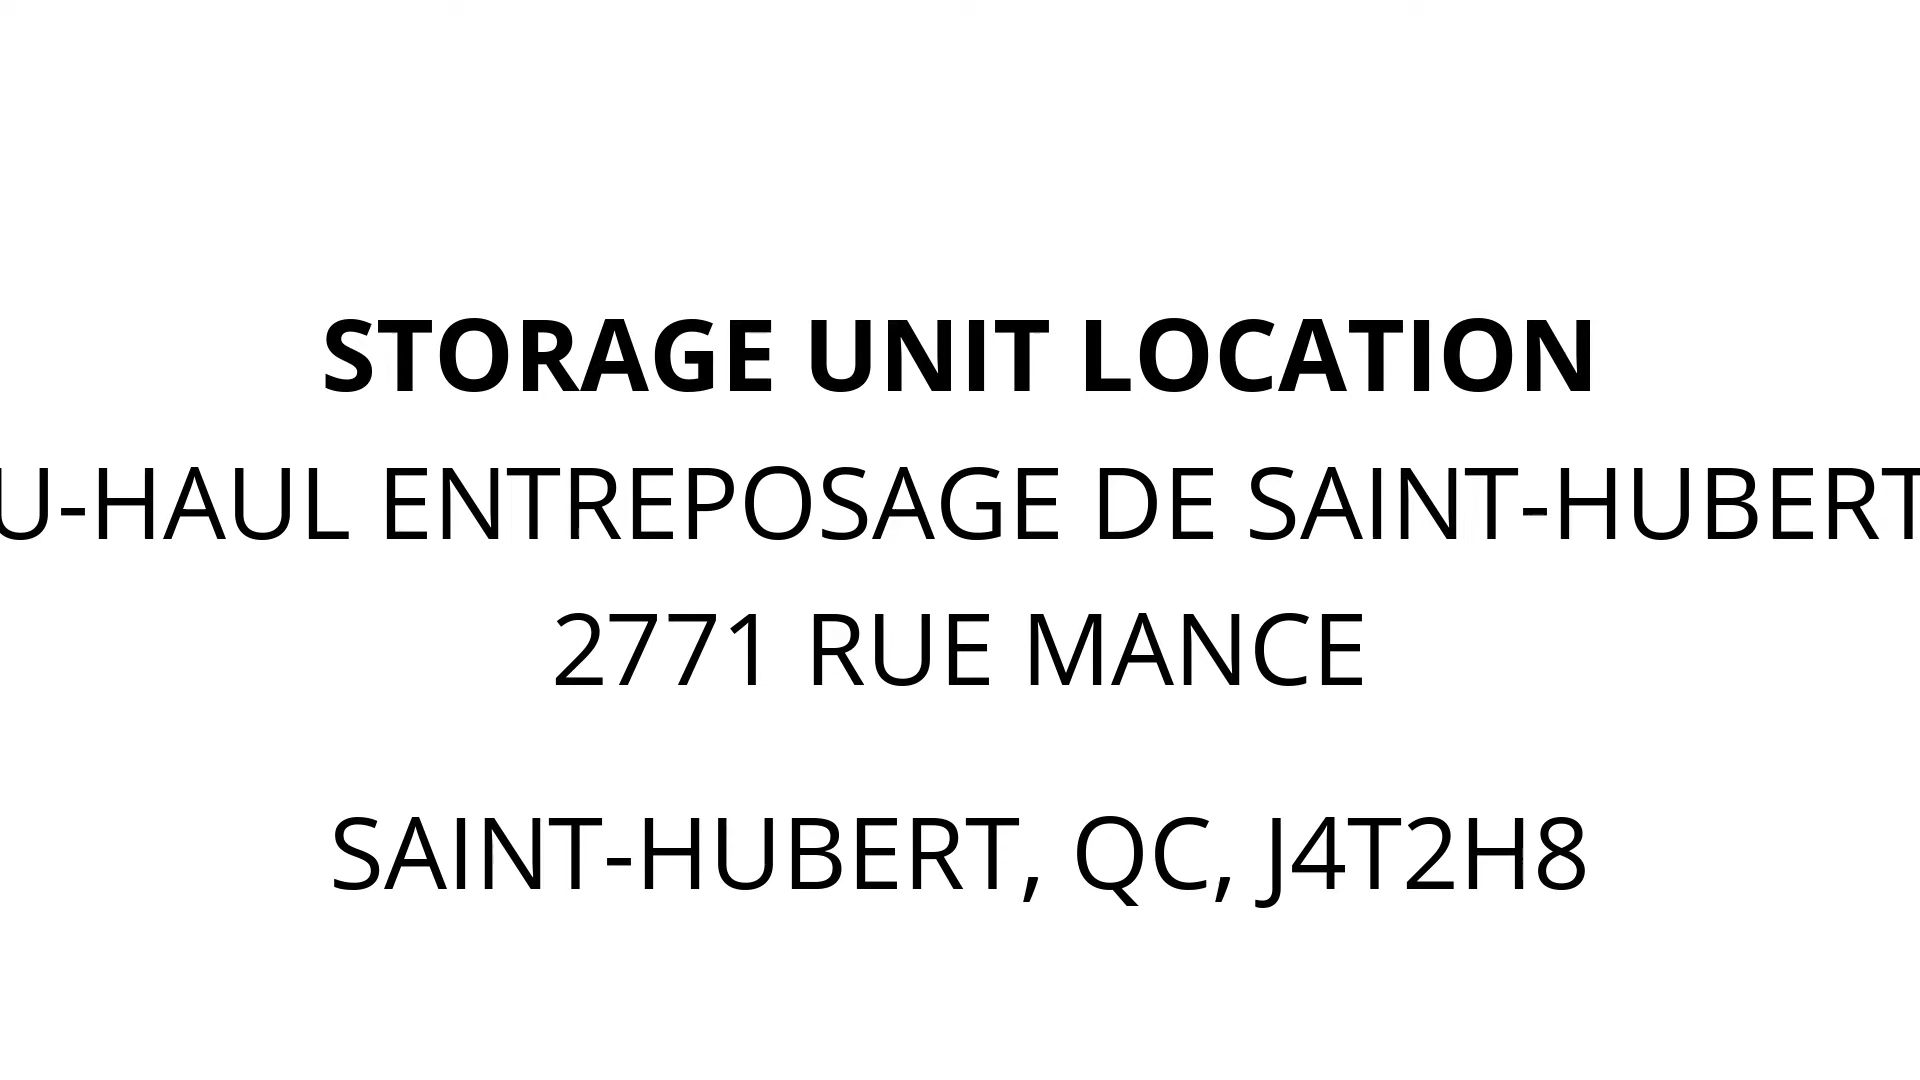 STORAGE UNIT LOCATION
U-HAUL ENTREPOSAGE DE SAINT-HUBERT
2771 RUE MANCE
SAINT-HUBERT, QC, J4T2H8